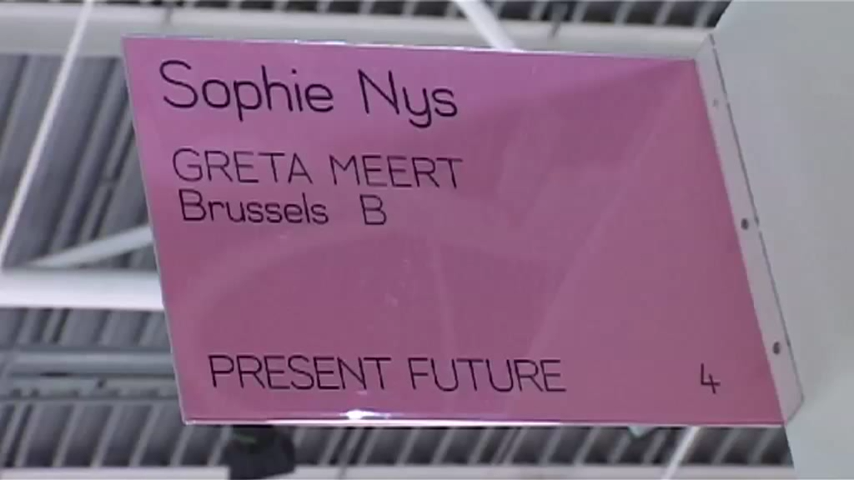 Sophie Nys
GRETA MEERT
Brussels B
PRESENT FUTURE 4